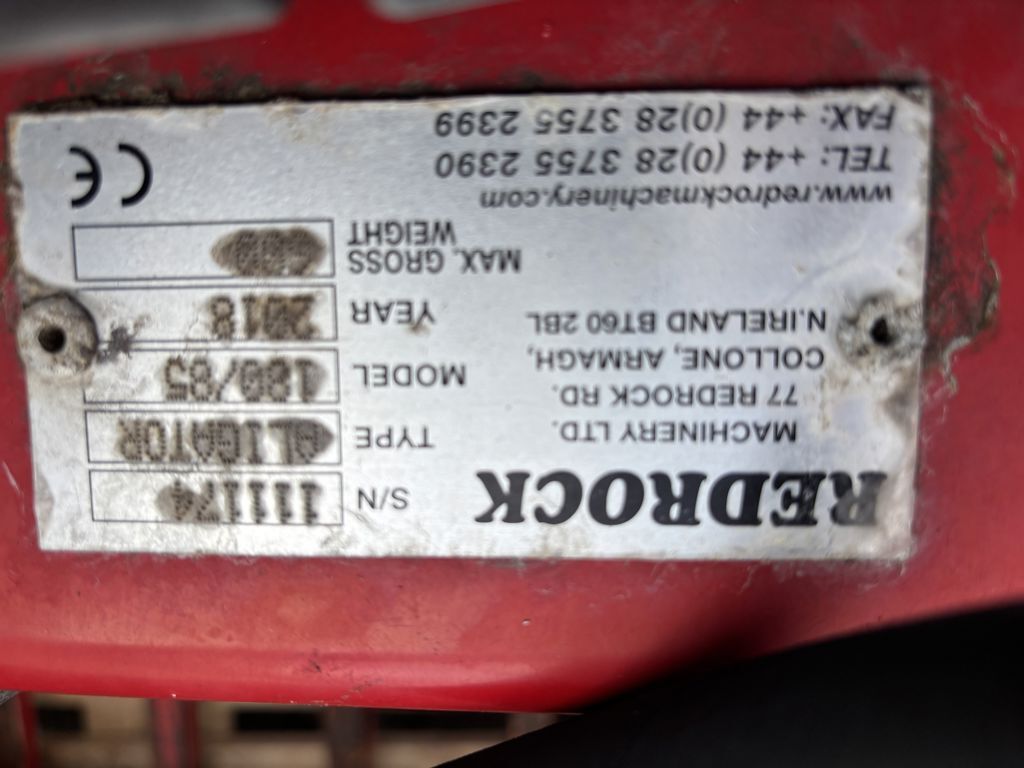 REDROCK
MACHINERY LTD.
77 REDROCK RD.
COLLONE, ARMAGH,
N.IRELAND BT60 2BL
www.redrockmachinery.com
TEL: +44 (0)28 3755 2390
FAX: +44 (0)28 3755 2399
S/N 111174
TYPE ALIGATOR
MODEL 180/85
YEAR 2018
MAX. GROSS
WEIGHT
CE